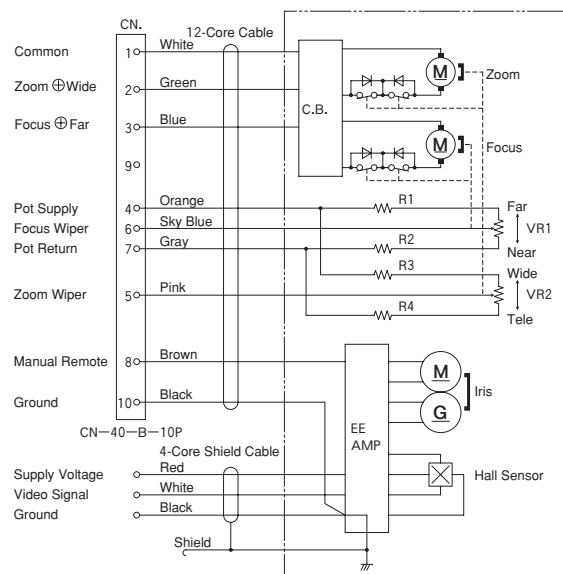 CN.
12-Core Cable
Common 1 White
Zoom ⊕Wide 2 Green
Focus ⊕Far 3 Blue
9
C.B.
M Zoom
M Focus
Pot Supply 4 Orange R1 Far
Focus Wiper 6 Sky Blue VR1
Pot Return 7 Gray R2 Near
R3 Wide
Zoom Wiper 5 Pink VR2
R4 Tele
Manual Remote 8 Brown M
Iris
Ground 10 Black G
CN−40−B−10P
EE
AMP
4-Core Shield Cable
Supply Voltage Red Hall Sensor
Video Signal White
Ground Black
Shield